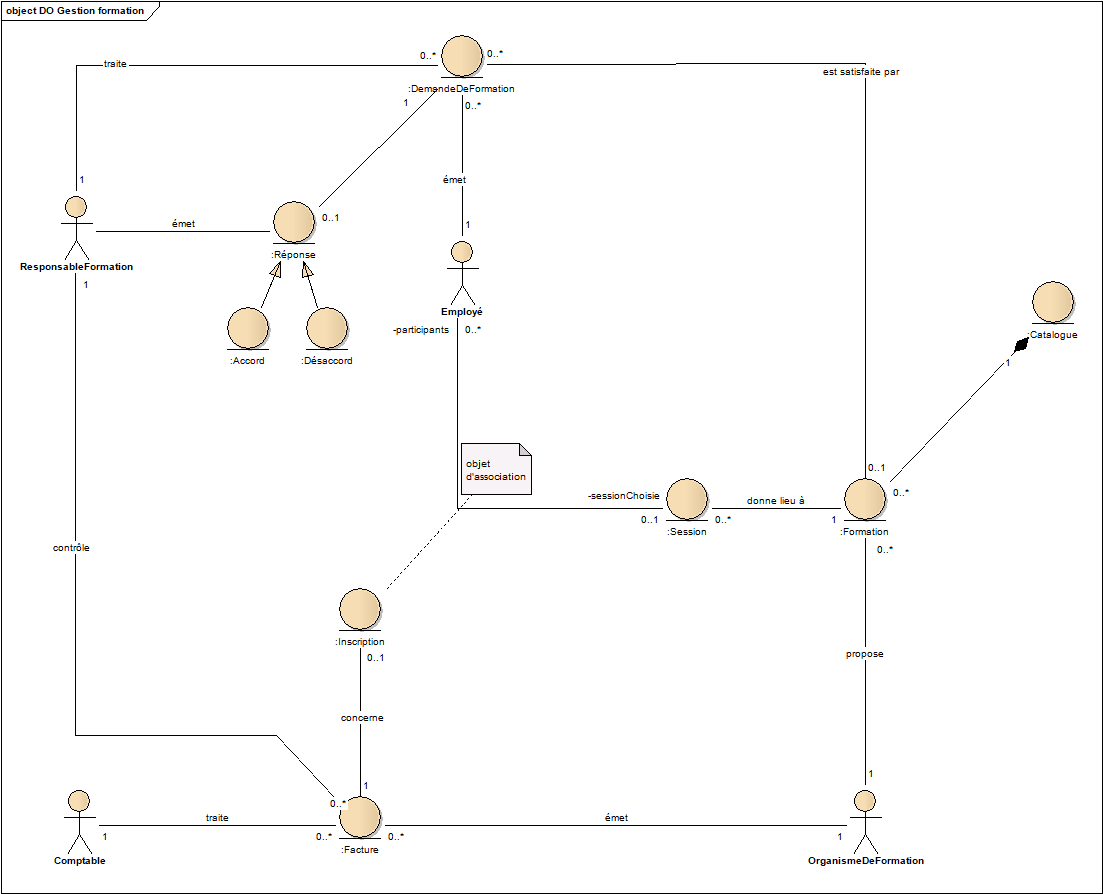 object DO Gestion formation
0..*
0..*
traite
est satisfaite par
:DemandeDeFormation
1
0..*
émet
1
0..1
émet
1
:Réponse
ResponsableFormation
1
Employé
-participants
0..*
:Accord
:Désaccord
:Catalogue
1
objet
d'association
0..1
0..*
-sessionChoisie
donne lieu à
0..1
0..*
1
:Session
:Formation
0..*
contrôle
:Inscription
0..1
propose
concerne
1
1
0..*
traite
émet
1
0..*
0..*
1
:Facture
Comptable
OrganismeDeFormation